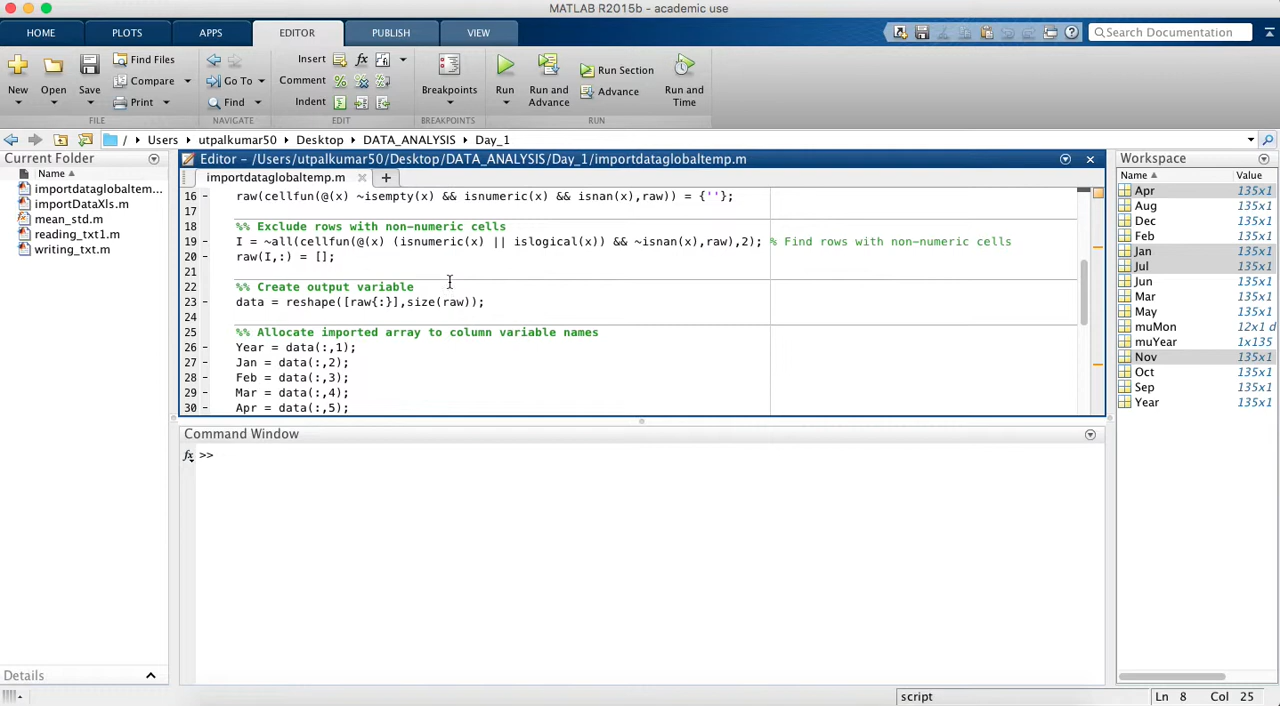 MATLAB R2015b - academic use
HOME PLOTS APPS EDITOR PUBLISH VIEW
Search Documentation
New Open Save Find Files Compare Print
Insert fx
Go To Comment
Find Indent
Breakpoints Run Run and Advance Run Section Advance Run and Time
FILE NAVIGATE EDIT BREAKPOINTS RUN
/ Users utpalkumar50 Desktop DATA_ANALYSIS Day_1
Current Folder
Name
importdataglobaltem...
importDataXls.m
mean_std.m
reading_txt1.m
writing_txt.m
Details
Editor - /Users/utpalkumar50/Desktop/DATA_ANALYSIS/Day_1/importdataglobaltemp.m
importdataglobaltemp.m
16 - raw(cellfun(@(x) ~isempty(x) && isnumeric(x) && isnan(x),raw)) = {''};
17
18 %% Exclude rows with non-numeric cells
19 - I = ~all(cellfun(@(x) (isnumeric(x) || islogical(x)) && ~isnan(x),raw),2); % Find rows with non-numeric cells
20 - raw(I,:) = [];
21
22 %% Create output variable
23 - data = reshape([raw{:}],size(raw));
24
25 %% Allocate imported array to column variable names
26 - Year = data(:,1);
27 - Jan = data(:,2);
28 - Feb = data(:,3);
29 - Mar = data(:,4);
30 - Apr = data(:,5);
Command Window
fx >>
Workspace
Name Value
Apr 135x1
Aug 135x1
Dec 135x1
Feb 135x1
Jan 135x1
Jul 135x1
Jun 135x1
Mar 135x1
May 135x1
muMon 12x1 d
muYear 1x135
Nov 135x1
Oct 135x1
Sep 135x1
Year 135x1
script Ln 8 Col 25